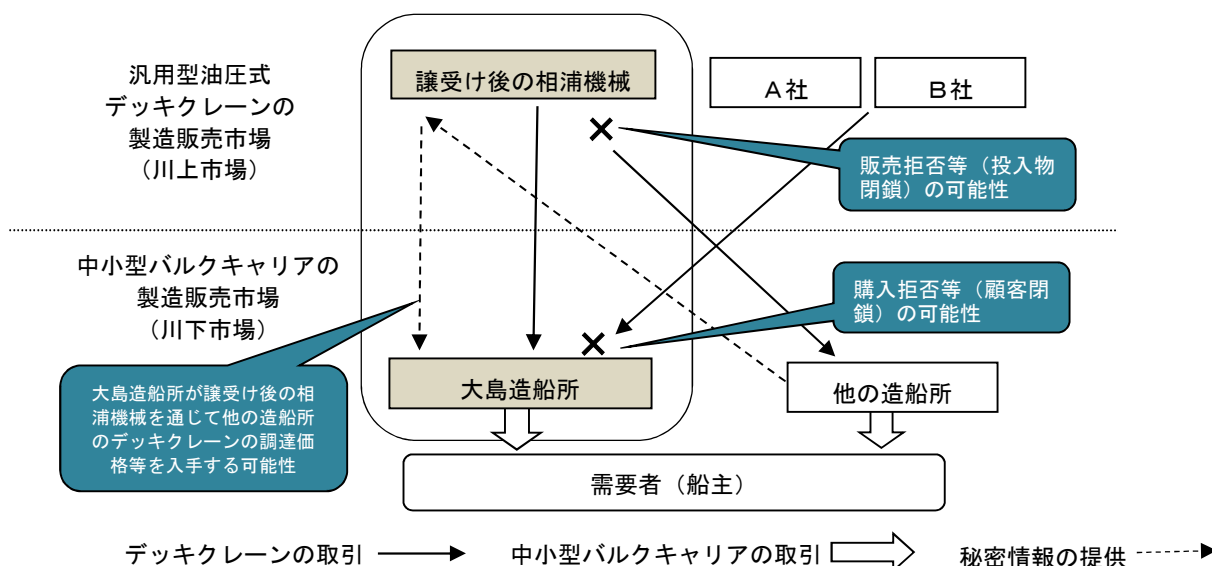 汎用型油圧式
デッキクレーンの
製造販売市場
（川上市場）
譲受け後の相浦機械
Ａ社
Ｂ社
販売拒否等（投入物
閉鎖）の可能性
中小型バルクキャリアの
製造販売市場
（川下市場）
購入拒否等（顧客閉
鎖）の可能性
大島造船所が譲受け後の相
浦機械を通じて他の造船所
のデッキクレーンの調達価
格等を入手する可能性
大島造船所
他の造船所
需要者（船主）
デッキクレーンの取引
中小型バルクキャリアの取引
秘密情報の提供